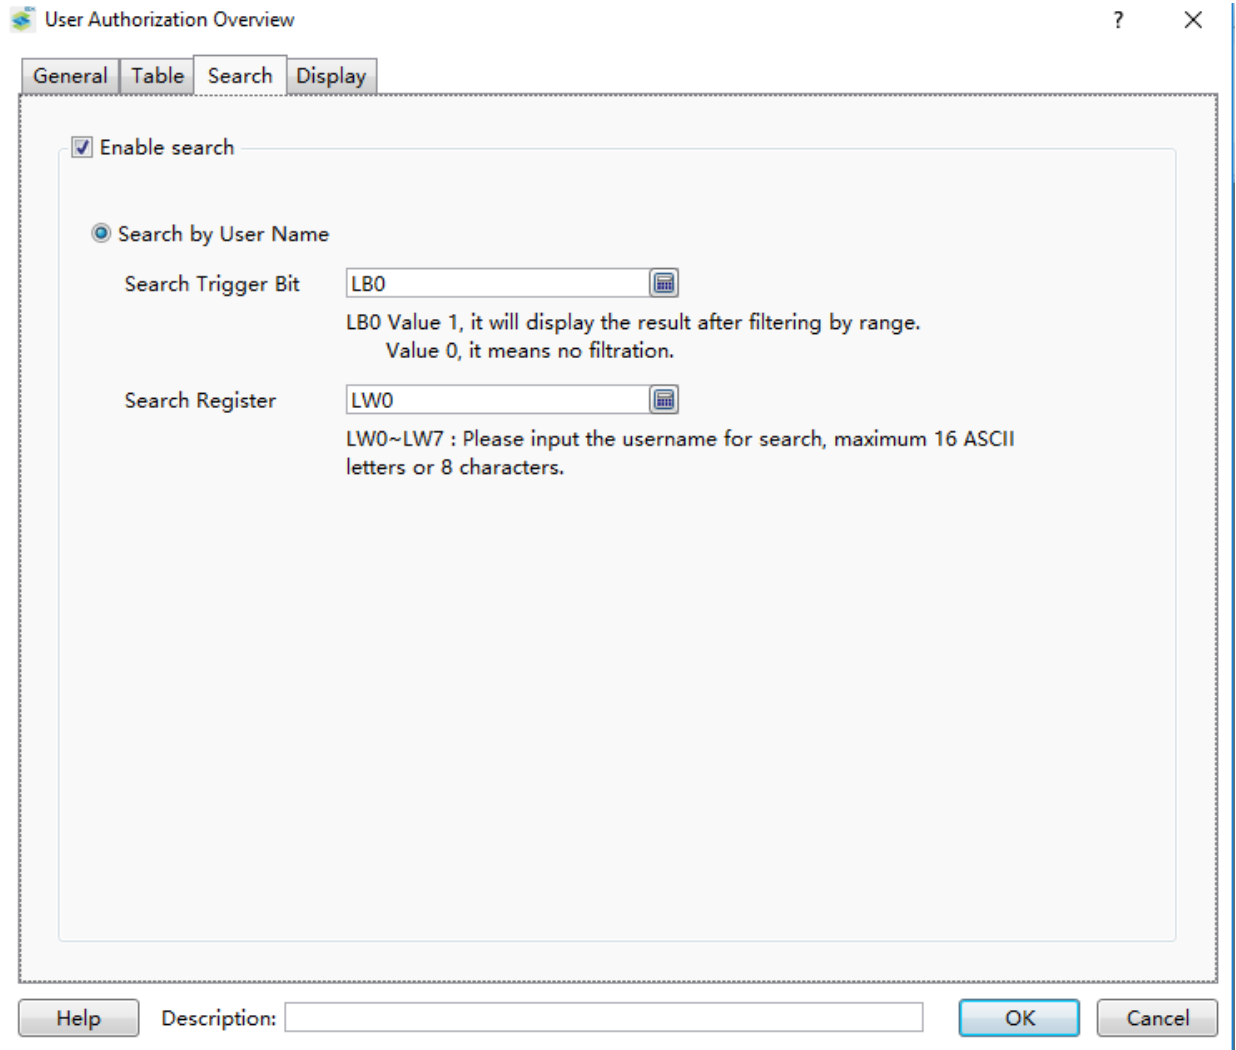 User Authorization Overview
?
General Table Search Display
Enable search
Search by User Name
Search Trigger Bit LB0
LB0 Value 1, it will display the result after filtering by range.
Value 0, it means no filtration.
Search Register LW0
LW0~LW7 : Please input the username for search, maximum 16 ASCII
letters or 8 characters.
Help Description: OK Cancel